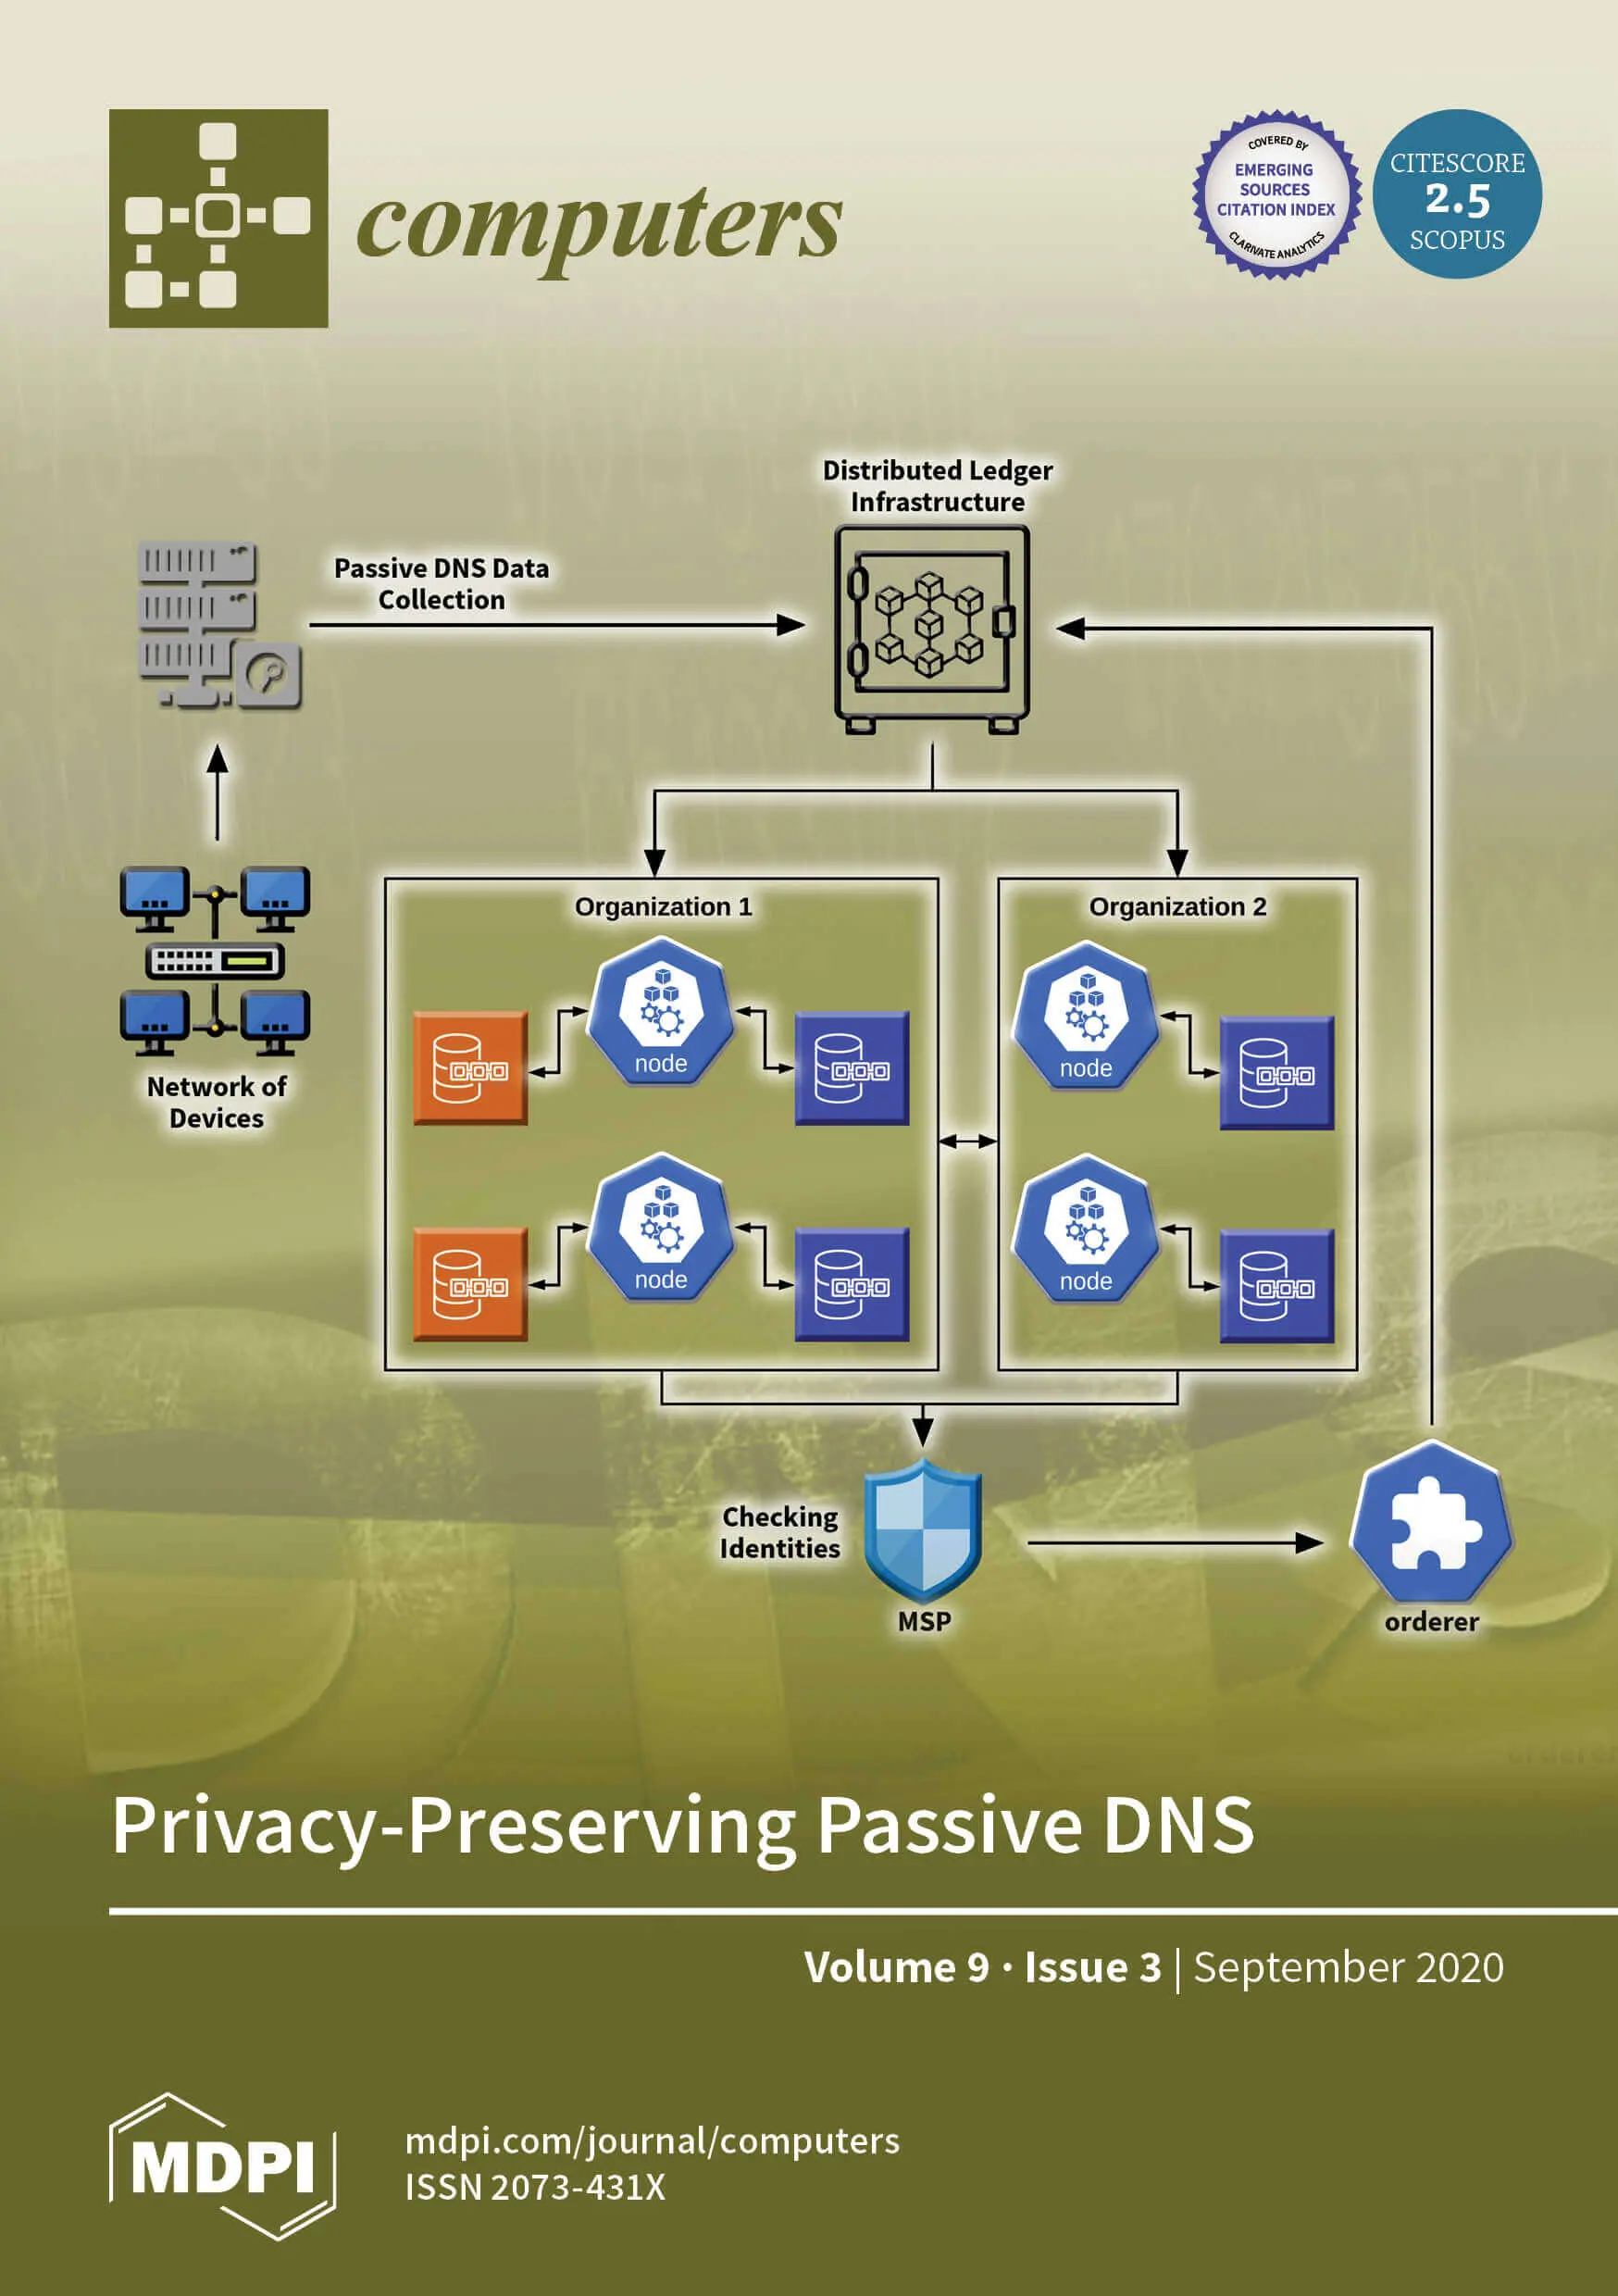 computers
COVERED BY
EMERGING
SOURCES
CITATION INDEX
CLARIVATE ANALYTICS
CITESCORE
2.5
SCOPUS
Distributed Ledger
Infrastructure
Passive DNS Data
Collection
Network of
Devices
Organization 1
node
node
Organization 2
node
node
Checking
Identities
MSP
orderer
Privacy-Preserving Passive DNS
Volume 9 · Issue 3 | September 2020
MDPI
mdpi.com/journal/computers
ISSN 2073-431X